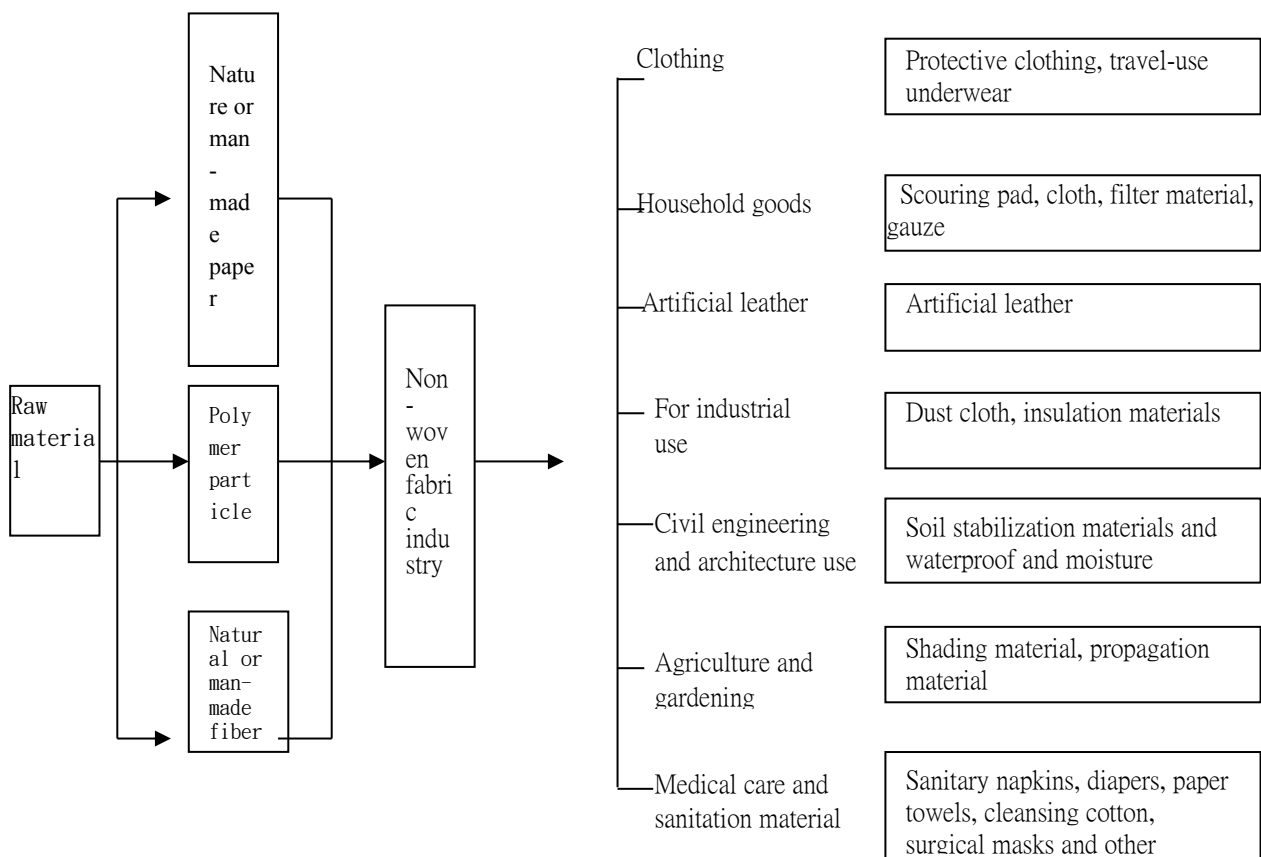 Raw
materia
l
Natu
re or
man
-
mad
e
pape
r
Poly
mer
part
icle
Natur
al or
man-
made
fiber
Non
-
wov
en
fabri
c
indu
stry
Clothing
Protective clothing, travel-use
underwear
Household goods
Scouring pad, cloth, filter material,
gauze
Artificial leather
Artificial leather
For industrial
use
Dust cloth, insulation materials
Civil engineering
and architecture use
Soil stabilization materials and
waterproof and moisture
Agriculture and
gardening
Shading material, propagation
material
Medical care and
sanitation material
Sanitary napkins, diapers, paper
towels, cleansing cotton,
surgical masks and other